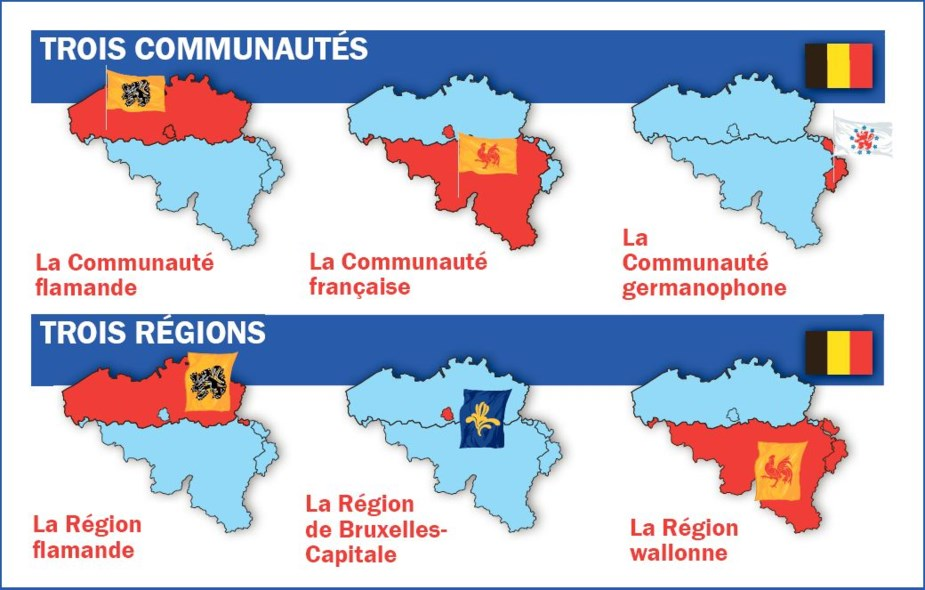 TROIS COMMUNAUTÉS
La Communauté
flamande
La Communauté
française
La
Communauté
germanophone
TROIS RÉGIONS
La Région
flamande
La Région
de Bruxelles-
Capitale
La Région
wallonne